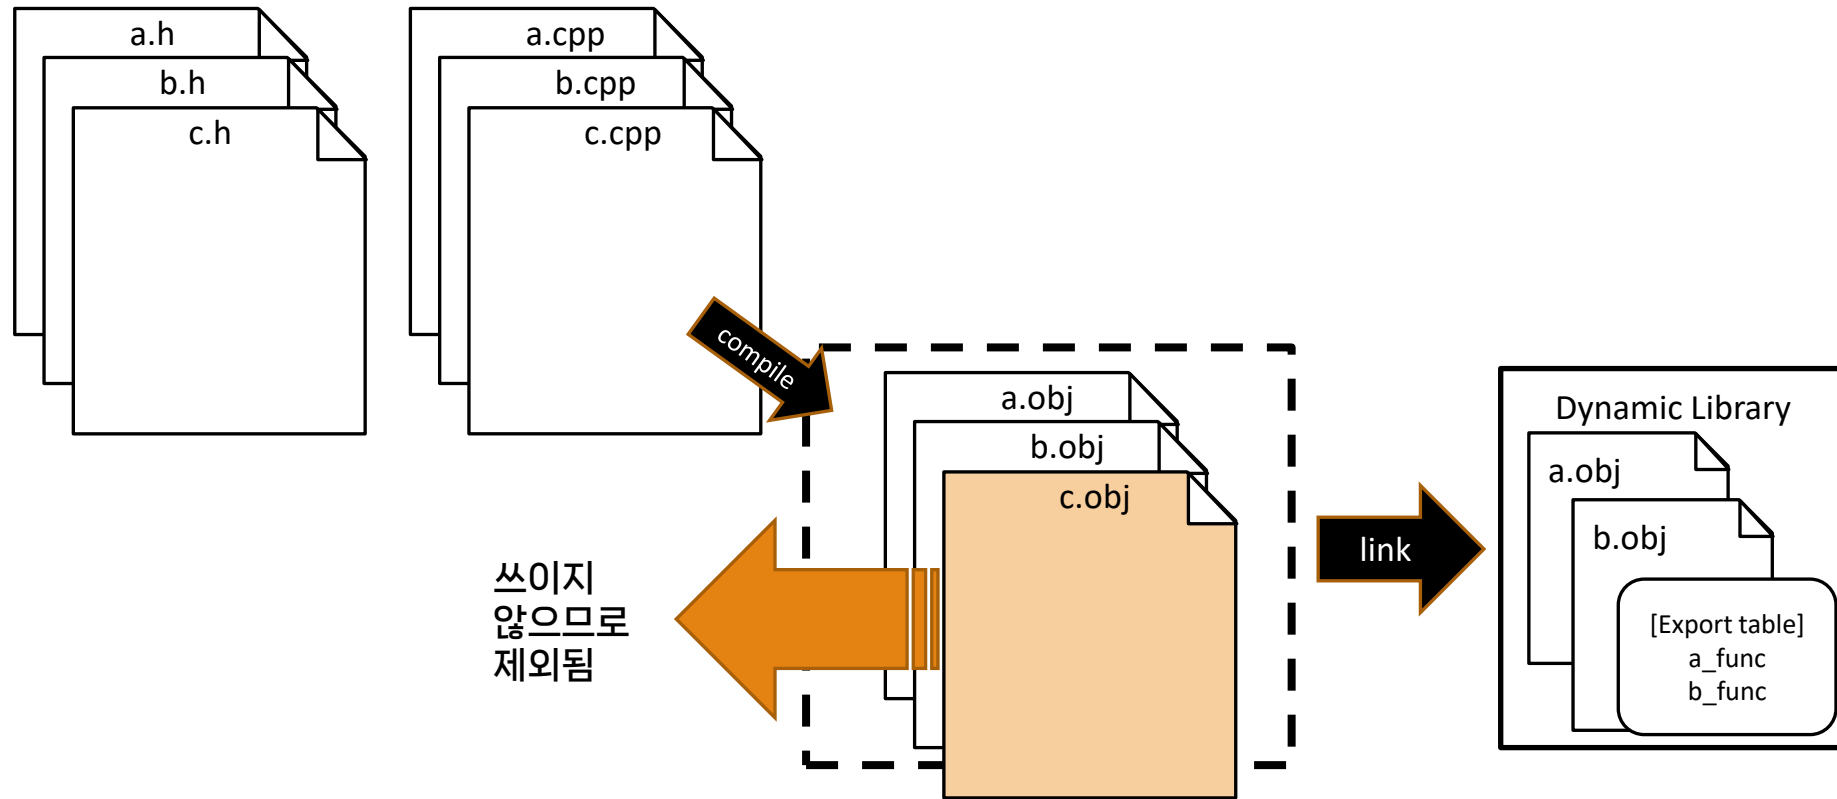 a.h
b.h
c.h
a.cpp
b.cpp
c.cpp
compile
a.obj
b.obj
c.obj
쓰이지
않으므로
제외됨
link
Dynamic Library
a.obj
b.obj
[Export table]
a_func
b_func